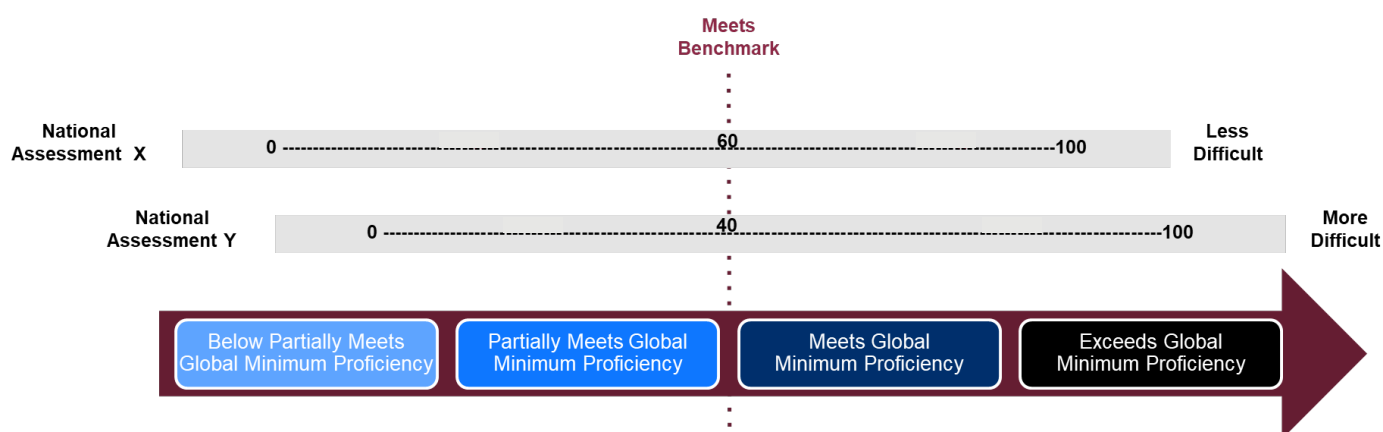 Meets
Benchmark
National
Assessment X
0 ---------------------------------------------------------------60---------------------------------------------------------------100
Less
Difficult
National
Assessment Y
0 ---------------------------------------------------------------40---------------------------------------------------------------100
More
Difficult
Below Partially Meets
Global Minimum Proficiency
Partially Meets Global
Minimum Proficiency
Meets Global
Minimum Proficiency
Exceeds Global
Minimum Proficiency